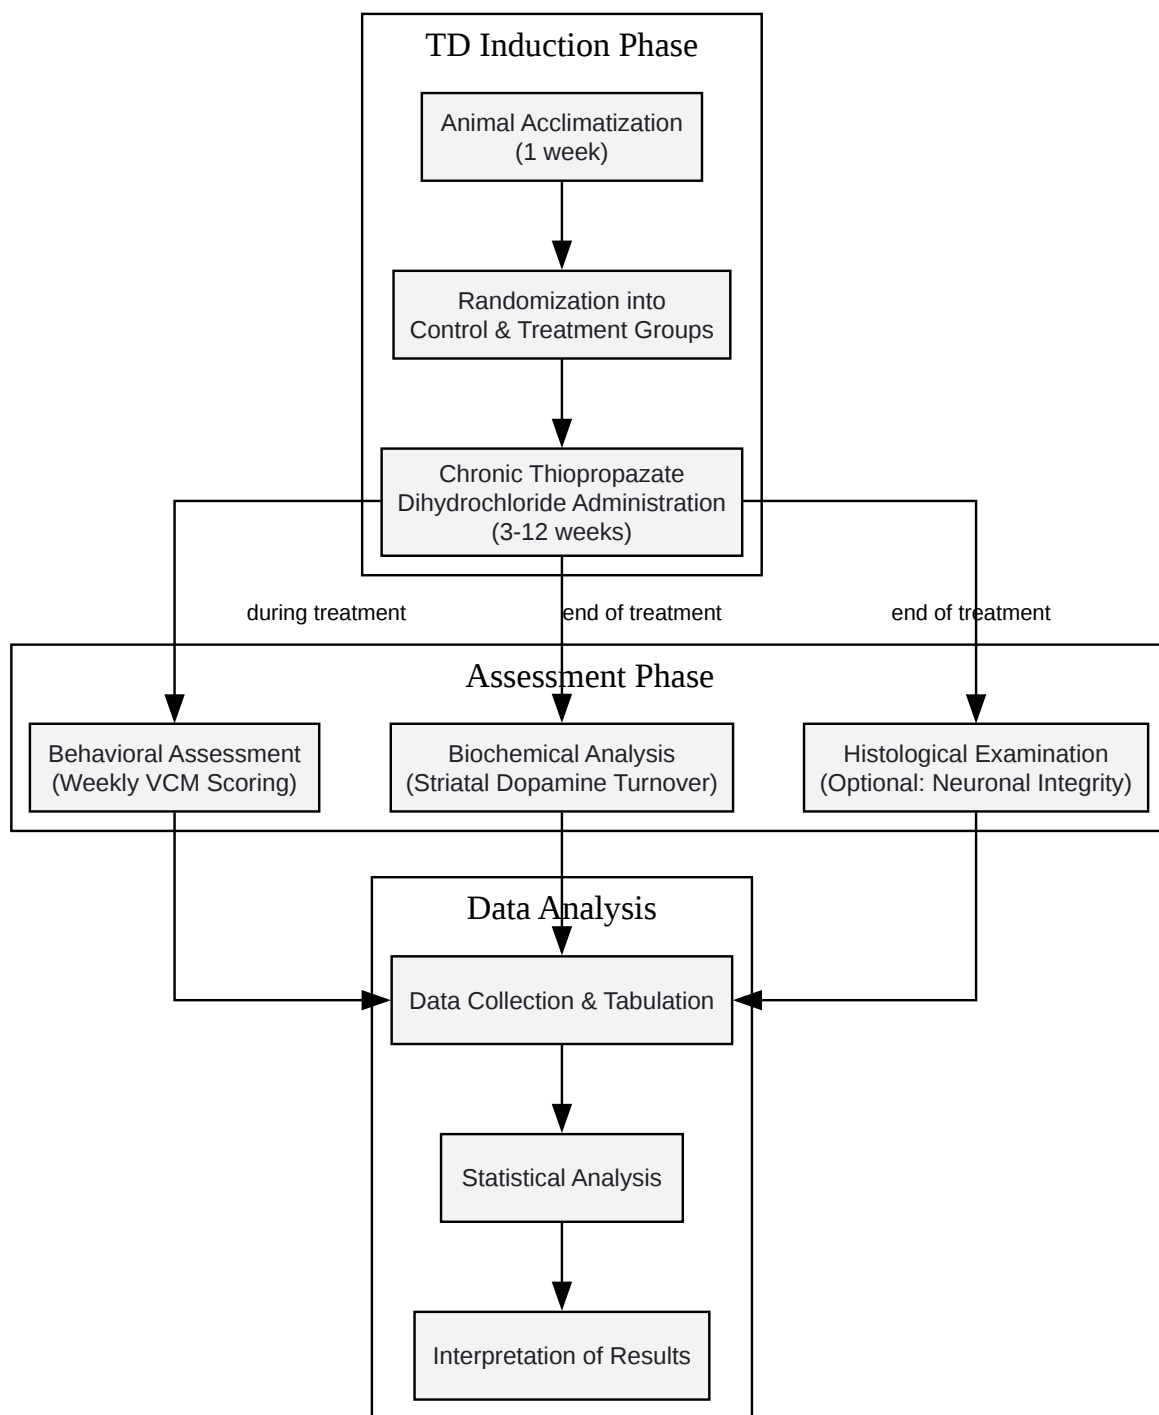 TD Induction Phase
Animal Acclimatization
(1 week)
Randomization into
Control & Treatment Groups
Chronic Thiopropazate
Dihydrochloride Administration
(3-12 weeks)
during treatment
end of treatment
end of treatment
Assessment Phase
Behavioral Assessment
(Weekly VCM Scoring)
Biochemical Analysis
(Striatal Dopamine Turnover)
Histological Examination
(Optional: Neuronal Integrity)
Data Analysis
Data Collection & Tabulation
Statistical Analysis
Interpretation of Results